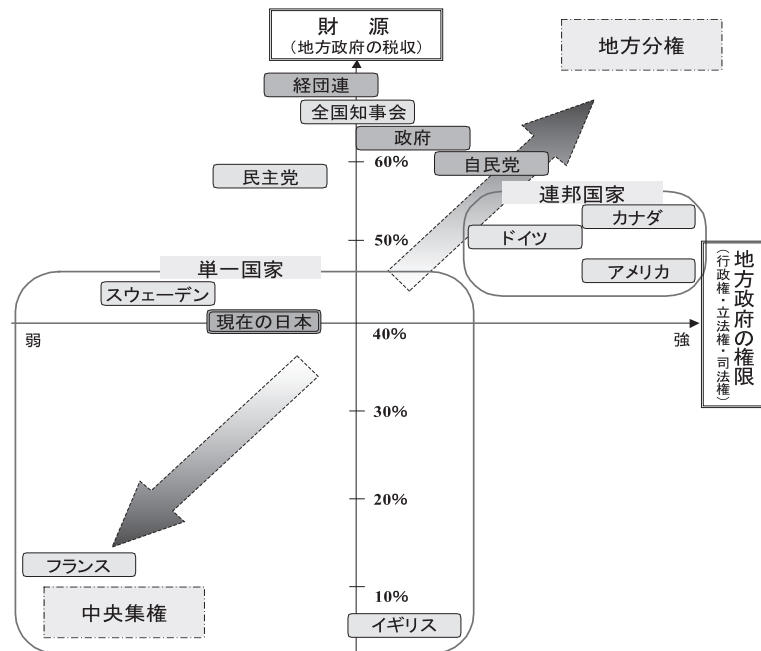 財 源
（地方政府の税収）
地方分権
経団連
全国知事会
政府
自民党
60%
民主党
連邦国家
カナダ
ドイツ
50%
アメリカ
単一国家
スウェーデン
現在の日本
40%
弱
強
地方政府の権限
（行政権・立法権・司法権）
30%
20%
フランス
10%
中央集権
イギリス